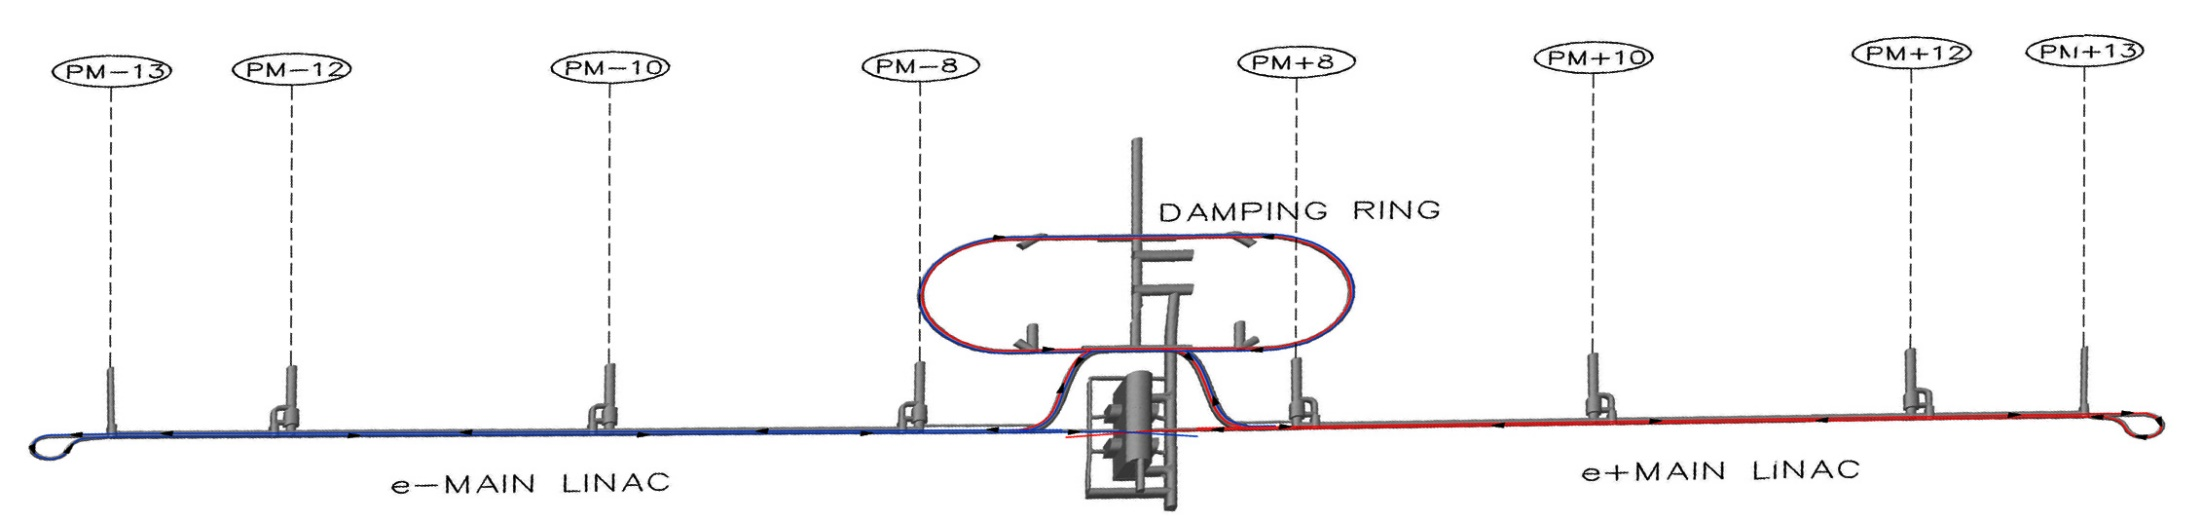 PM-13 PM-12 PM-10 PM-8 PM+8 PM+10 PM+12 PM+13
DAMPING RING
e-MAIN LINAC
e+MAIN LINAC